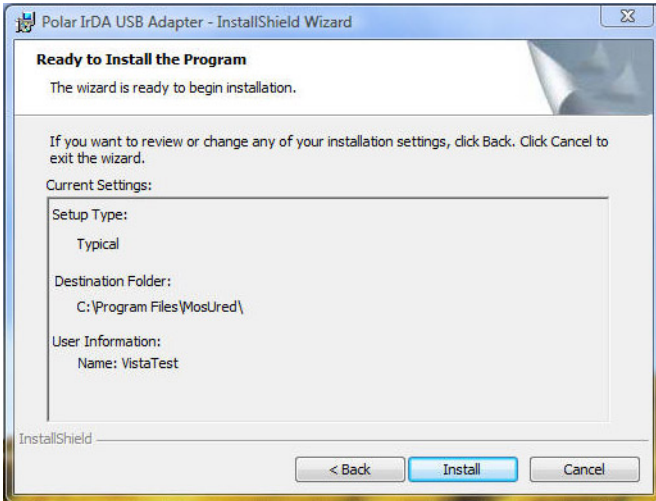 Polar IrDA USB Adapter - InstallShield Wizard
Ready to Install the Program
The wizard is ready to begin installation.
If you want to review or change any of your installation settings, click Back. Click Cancel to
exit the wizard.
Current Settings:
Setup Type:
Typical
Destination Folder:
C:\Program Files\MosUred\
User Information:
Name: VistaTest
InstallShield
< Back
Install
Cancel